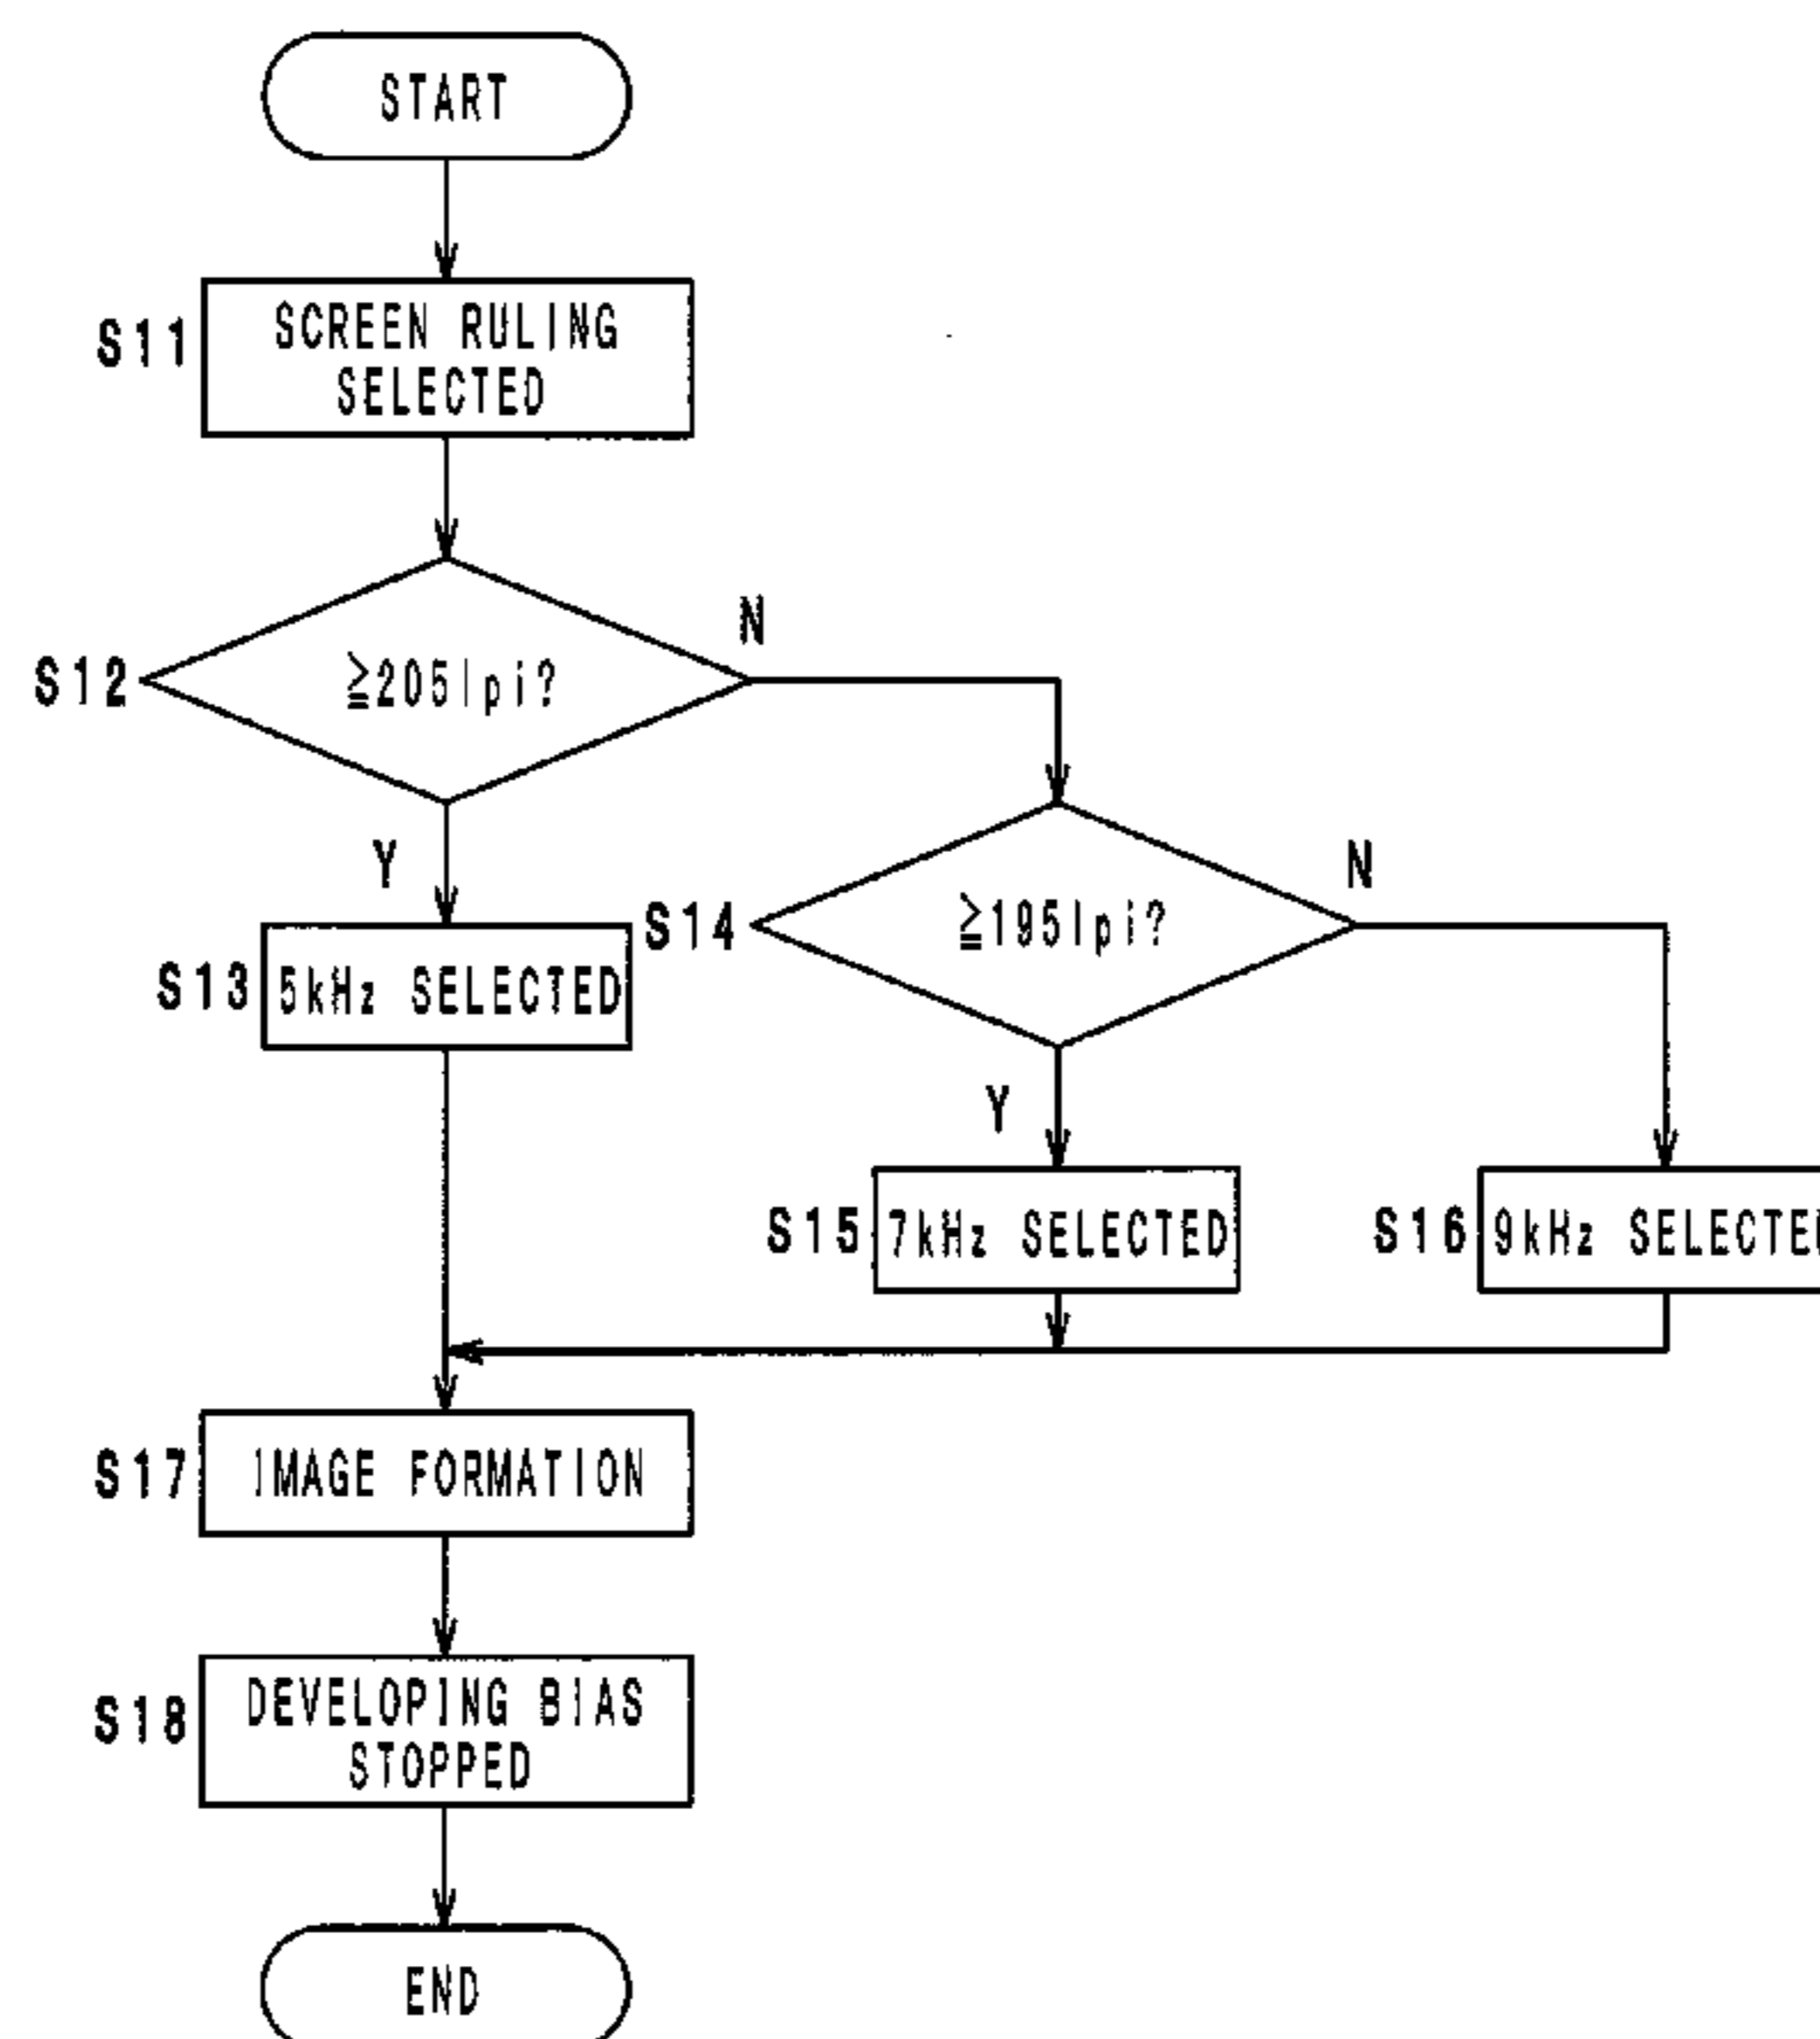 START
S11
SCREEN RULING
SELECTED
S12
≧205lpi?
N
Y
S13
5kHz SELECTED
S14
≧195lpi?
N
Y
S15
7kHz SELECTED
S16
9kHz SELECTED
S17
IMAGE FORMATION
S18
DEVELOPING BIAS
STOPPED
END